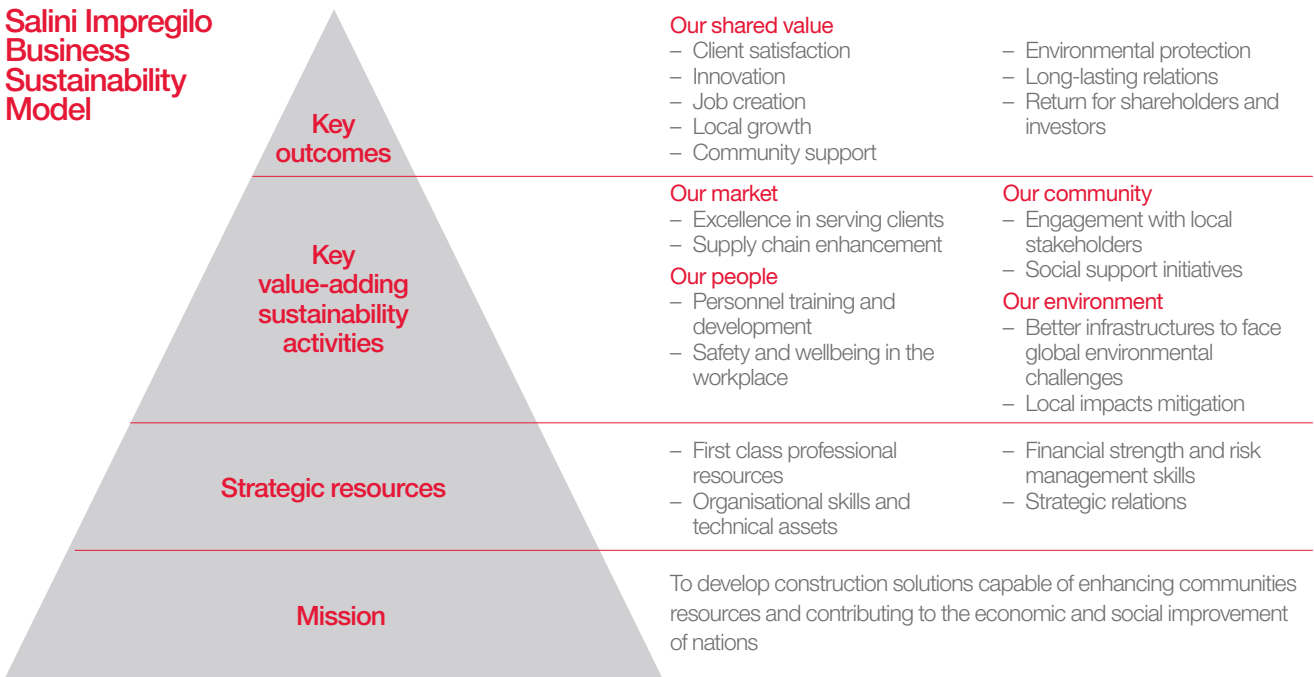 Salini Impregilo
Business
Sustainability
Model
Key
outcomes
Our shared value
– Client satisfaction
– Innovation
– Job creation
– Local growth
– Community support
– Environmental protection
– Long-lasting relations
– Return for shareholders and
investors
Key
value-adding
sustainability
activities
Our market
– Excellence in serving clients
– Supply chain enhancement
Our people
– Personnel training and
development
– Safety and wellbeing in the
workplace
Our community
– Engagement with local
stakeholders
– Social support initiatives
Our environment
– Better infrastructures to face
global environmental
challenges
– Local impacts mitigation
Strategic resources
– First class professional
resources
– Organisational skills and
technical assets
– Financial strength and risk
management skills
– Strategic relations
Mission
To develop construction solutions capable of enhancing communities
resources and contributing to the economic and social improvement
of nations